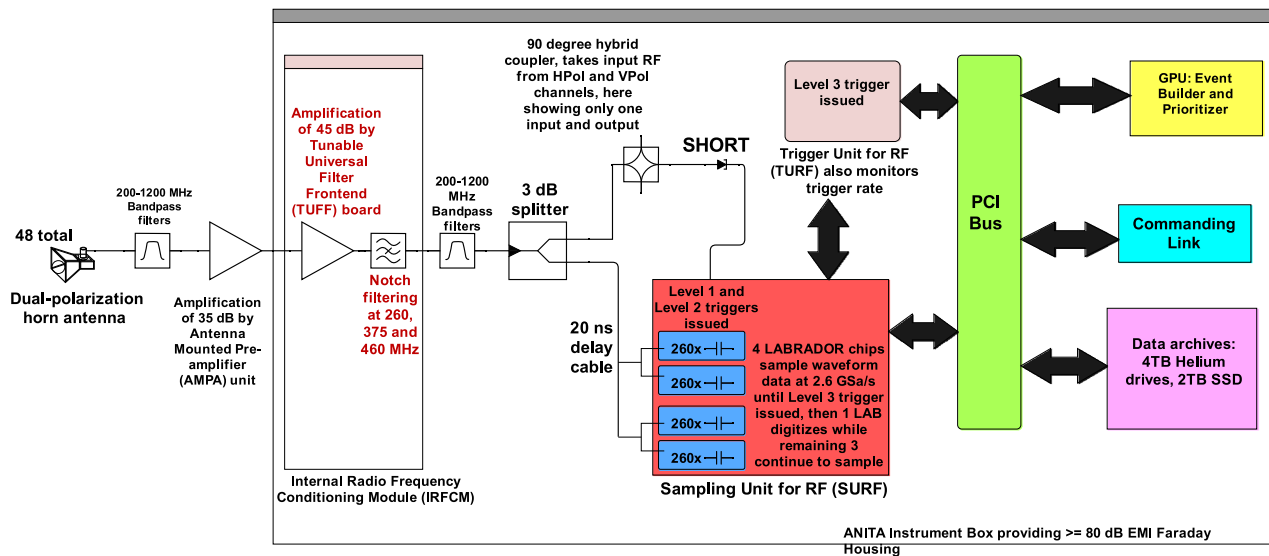 90 degree hybrid
coupler, takes input RF
from HPol and VPol
channels, here
showing only one
input and output
Level 3 trigger
issued
GPU: Event
Builder and
Prioritizer
Amplification
of 45 dB by
Tunable
Universal
Filter
Frontend
(TUFF) board
SHORT
Trigger Unit for RF
(TURF) also monitors
trigger rate
200-1200 MHz
Bandpass
filters
200-1200
MHz
Bandpass
filters
3 dB
splitter
PCI
Bus
Commanding
Link
48 total
Dual-polarization
horn antenna
Amplification
of 35 dB by
Antenna
Mounted Pre-
amplifier
(AMPA) unit
Notch
filtering
at 260,
375 and
460 MHz
20 ns
delay
cable
Level 1 and
Level 2 triggers
issued
260x
260x
260x
260x
4 LABRADOR chips
sample waveform
data at 2.6 GSa/s
until Level 3 trigger
issued, then 1 LAB
digitizes while
remaining 3
continue to sample
Data archives:
4TB Helium
drives, 2TB SSD
Internal Radio Frequency
Conditioning Module (IRFCM)
Sampling Unit for RF (SURF)
ANITA Instrument Box providing >= 80 dB EMI Faraday
Housing